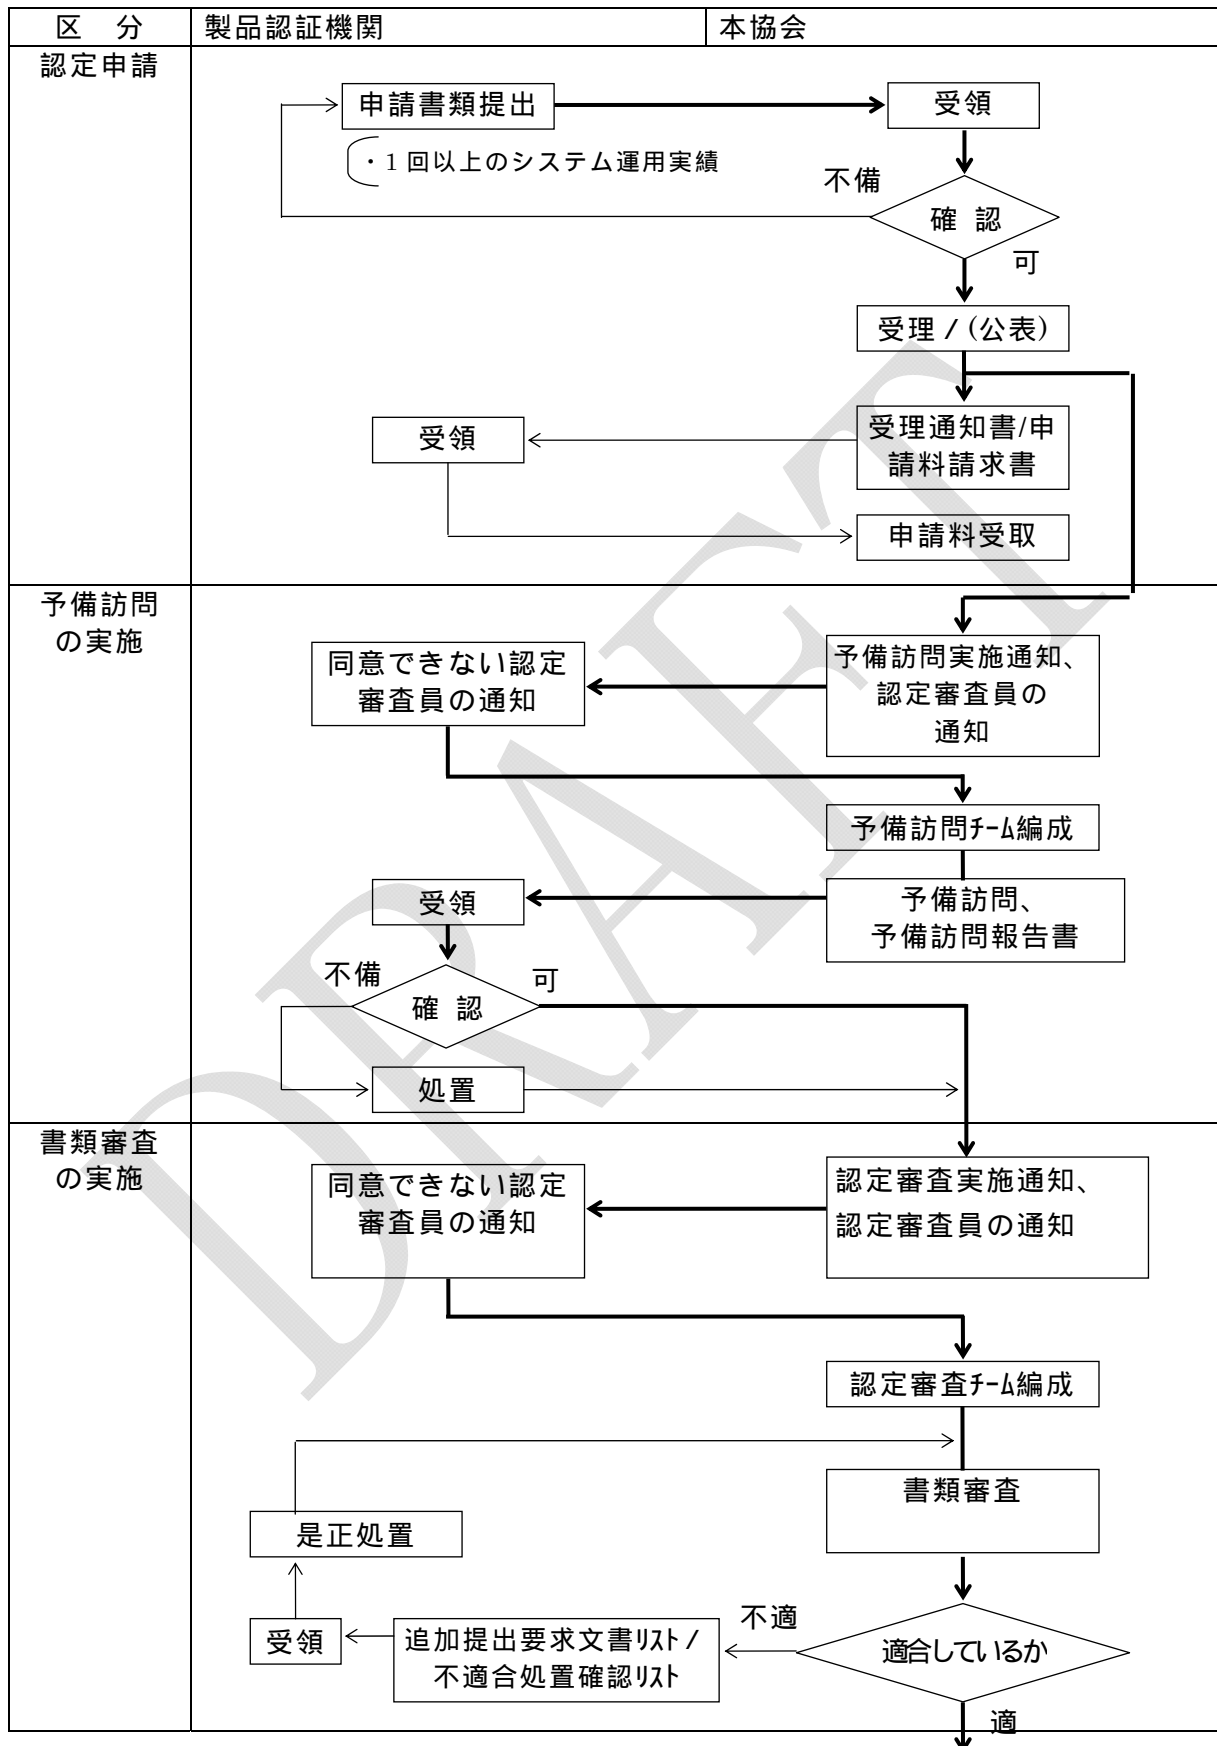 区　分
製品認証機関
本協会
認定申請
申請書類提出
受領
・1回以上のシステム運用実績
不備
確 認
可
受理 / (公表)
受領
受理通知書/申
請料請求書
申請料受取
予備訪問
の実施
同意できない認定
審査員の通知
予備訪問実施通知、
認定審査員の
通知
予備訪問ﾁｰﾑ編成
受領
予備訪問、
予備訪問報告書
不備
可
確 認
処置
書類審査
の実施
同意できない認定
審査員の通知
認定審査実施通知、
認定審査員の通知
認定審査ﾁｰﾑ編成
書類審査
是正処置
受領
追加提出要求文書ﾘｽﾄ /
不適合処置確認ﾘｽﾄ
不適
適合しているか
適
DRAFT